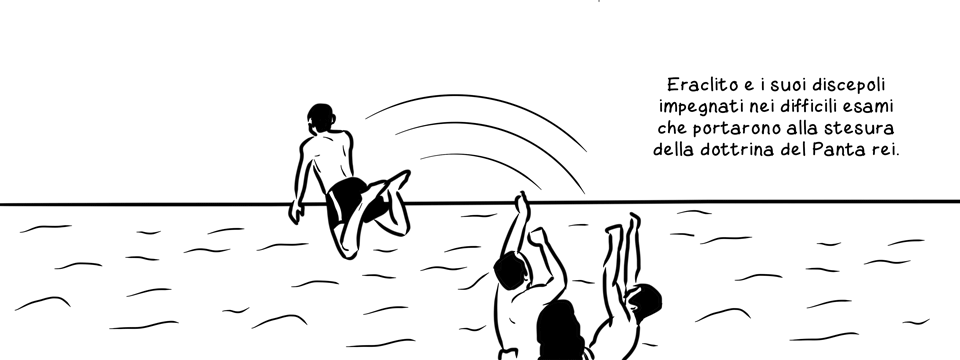 Eraclito e i suoi discepoli
impegnati nei difficili esami
che portarono alla stesura
della dottrina del Panta rei.